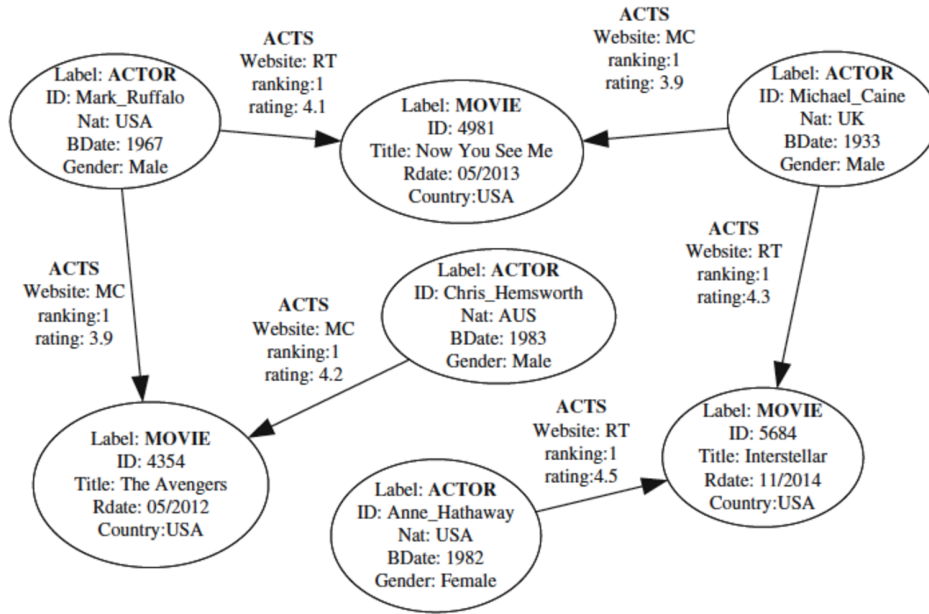 ACTS
Website: RT
ranking:1
rating: 4.1
ACTS
Website: MC
ranking:1
rating: 3.9
Label: ACTOR
ID: Mark_Ruffalo
Nat: USA
BDate: 1967
Gender: Male
Label: MOVIE
ID: 4981
Title: Now You See Me
Rdate: 05/2013
Country:USA
Label: ACTOR
ID: Michael_Caine
Nat: UK
BDate: 1933
Gender: Male
ACTS
Website: MC
ranking:1
rating: 3.9
ACTS
Website: MC
ranking:1
rating: 4.2
Label: ACTOR
ID: Chris_Hemsworth
Nat: AUS
BDate: 1983
Gender: Male
ACTS
Website: RT
ranking:1
rating:4.3
Label: MOVIE
ID: 4354
Title: The Avengers
Rdate: 05/2012
Country:USA
ACTS
Website: RT
ranking:1
rating:4.5
Label: MOVIE
ID: 5684
Title: Interstellar
Rdate: 11/2014
Country:USA
Label: ACTOR
ID: Anne_Hathaway
Nat: USA
BDate: 1982
Gender: Female